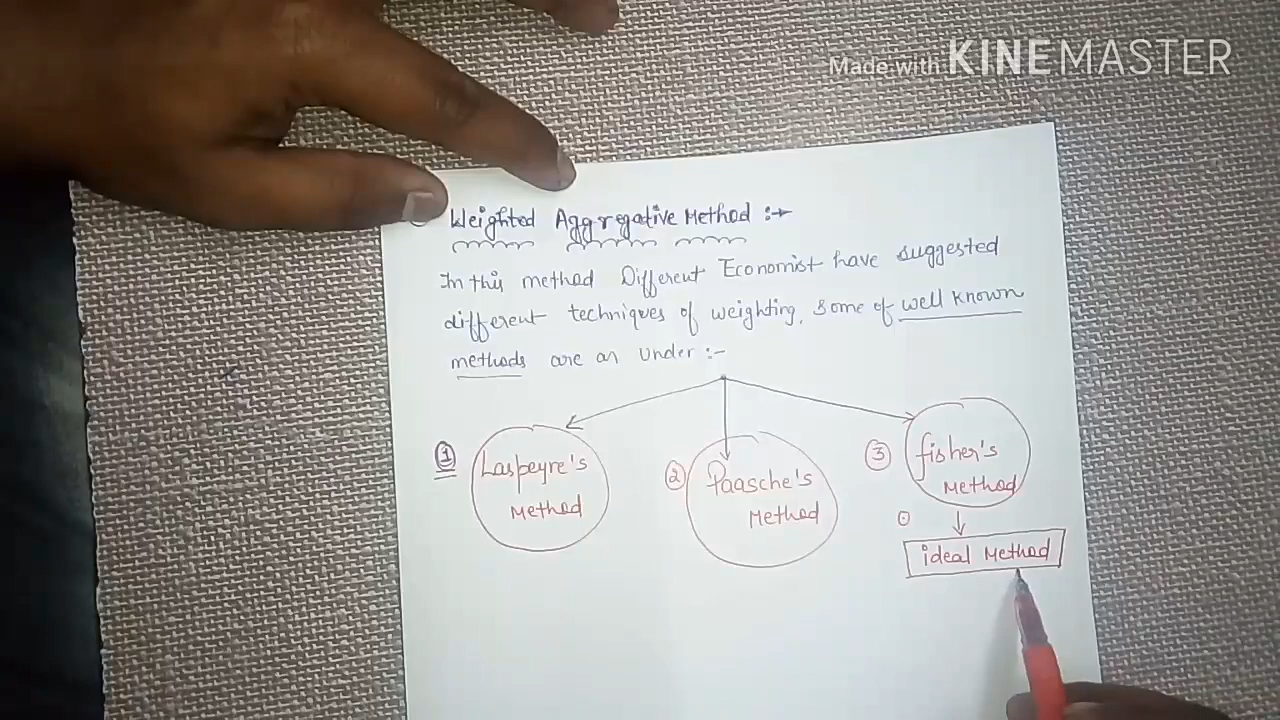 Made with KINEMASTER
Weighted Aggregative Method :→
In this method Different Economist have suggested
different techniques of weighting, some of well known
methods are an under :-
① Laspeyre's
Method
② Paasche's
Method
③ fisher's
Method
ideal Method